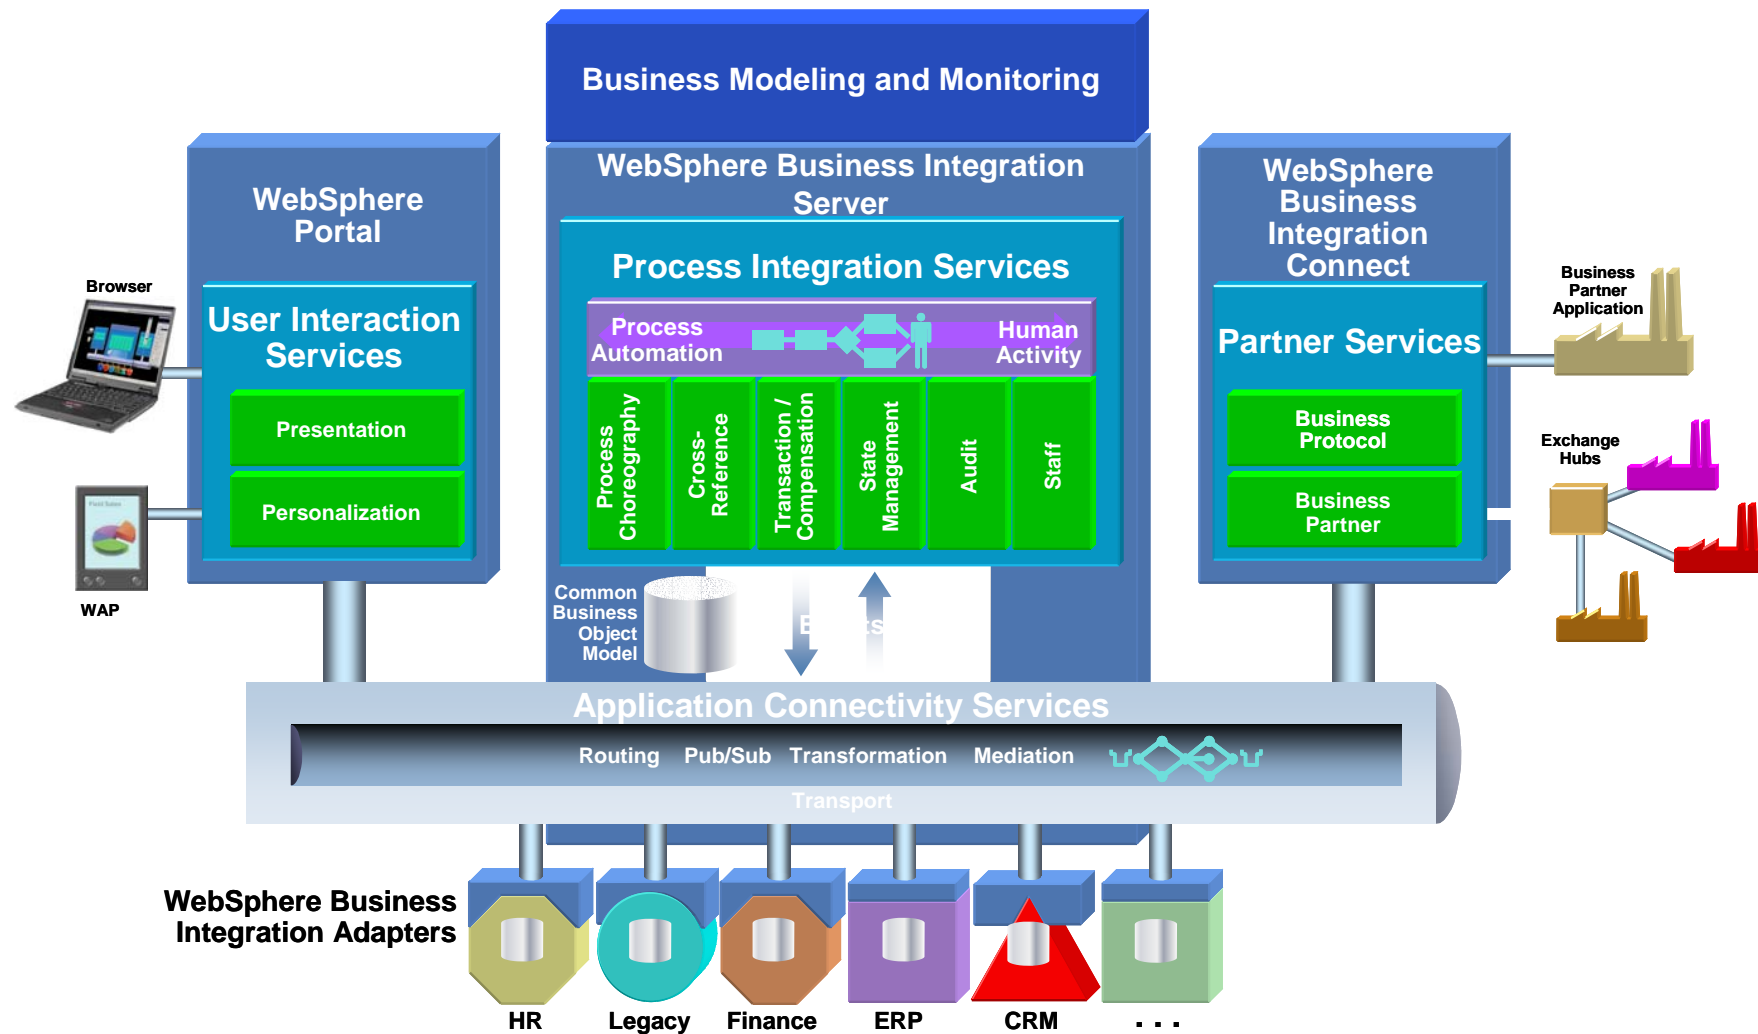 Business Modeling and Monitoring
WebSphere
Portal
WebSphere Business Integration
Server
WebSphere
Business
Integration
Connect
Browser
User Interaction
Services
Presentation
Personalization
WAP
Process Integration Services
Process
Automation
Human
Activity
Process
Choreography
Cross-
Reference
Transaction /
Compensation
State
Management
Audit
Staff
Partner Services
Business
Protocol
Business
Partner
Business
Partner
Application
Exchange
Hubs
Common
Business
Object
Model
Application Connectivity Services
Routing
Pub/Sub
Transformation
Mediation
Transport
WebSphere Business
Integration Adapters
HR
Legacy
Finance
ERP
CRM
. . .